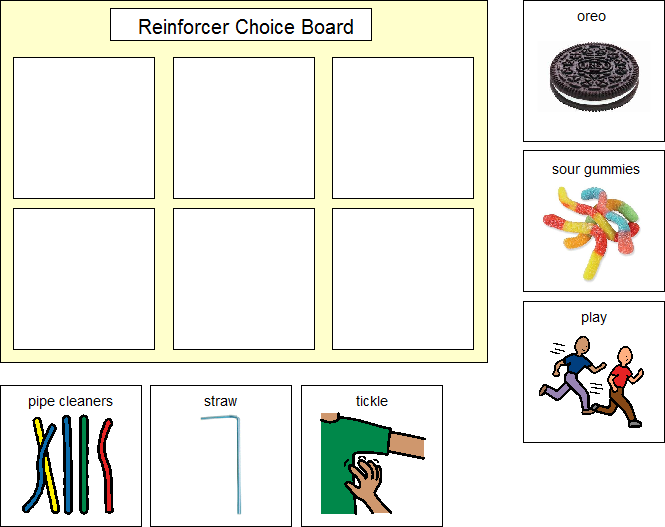 Reinforcer Choice Board
oreo
sour gummies
play
pipe cleaners
straw
tickle